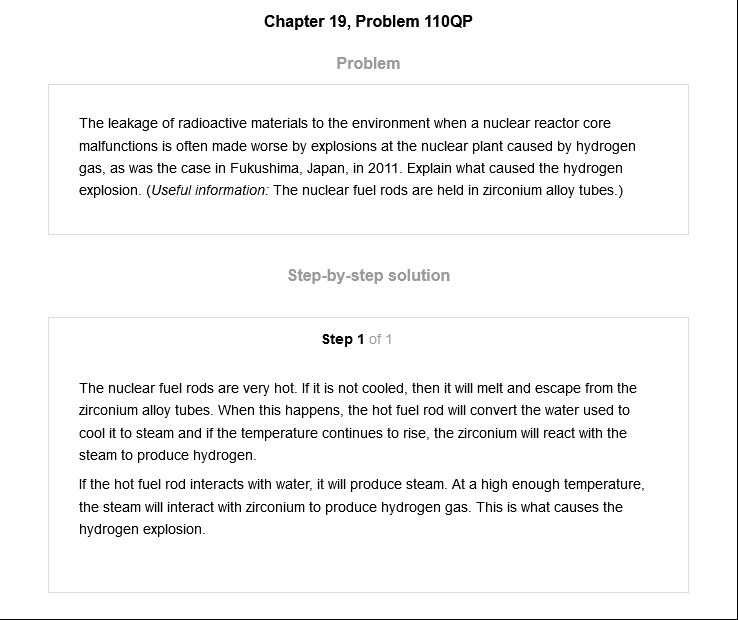 Chapter 19, Problem 110QP
Problem
The leakage of radioactive materials to the environment when a nuclear reactor core
malfunctions is often made worse by explosions at the nuclear plant caused by hydrogen
gas, as was the case in Fukushima, Japan, in 2011. Explain what caused the hydrogen
explosion. (Useful information: The nuclear fuel rods are held in zirconium alloy tubes.)
Step-by-step solution
Step 1 of 1
The nuclear fuel rods are very hot. If it is not cooled, then it will melt and escape from the
zirconium alloy tubes. When this happens, the hot fuel rod will convert the water used to
cool it to steam and if the temperature continues to rise, the zirconium will react with the
steam to produce hydrogen.
If the hot fuel rod interacts with water, it will produce steam. At a high enough temperature,
the steam will interact with zirconium to produce hydrogen gas. This is what causes the
hydrogen explosion.